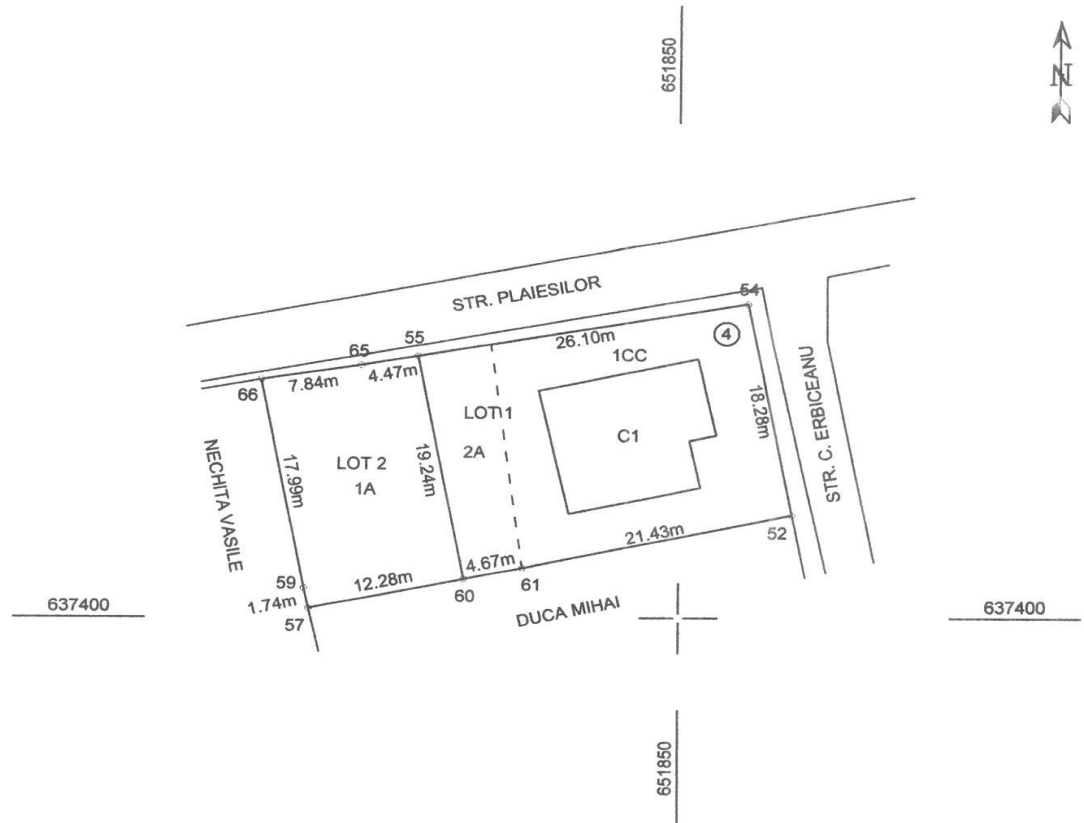 651850
N
STR. PLAIESILOR
54
4
55
26.10m
65
1CC
7.84m
4.47m
66
LOT 1
2A
C1
18.28m
STR. C. ERBICEANU
NECHITA VASILE
17.99m
LOT 2
1A
19.24m
21.43m
52
4.67m
61
12.28m
60
59
1.74m
57
DUCA MIHAI
637400
637400
651850